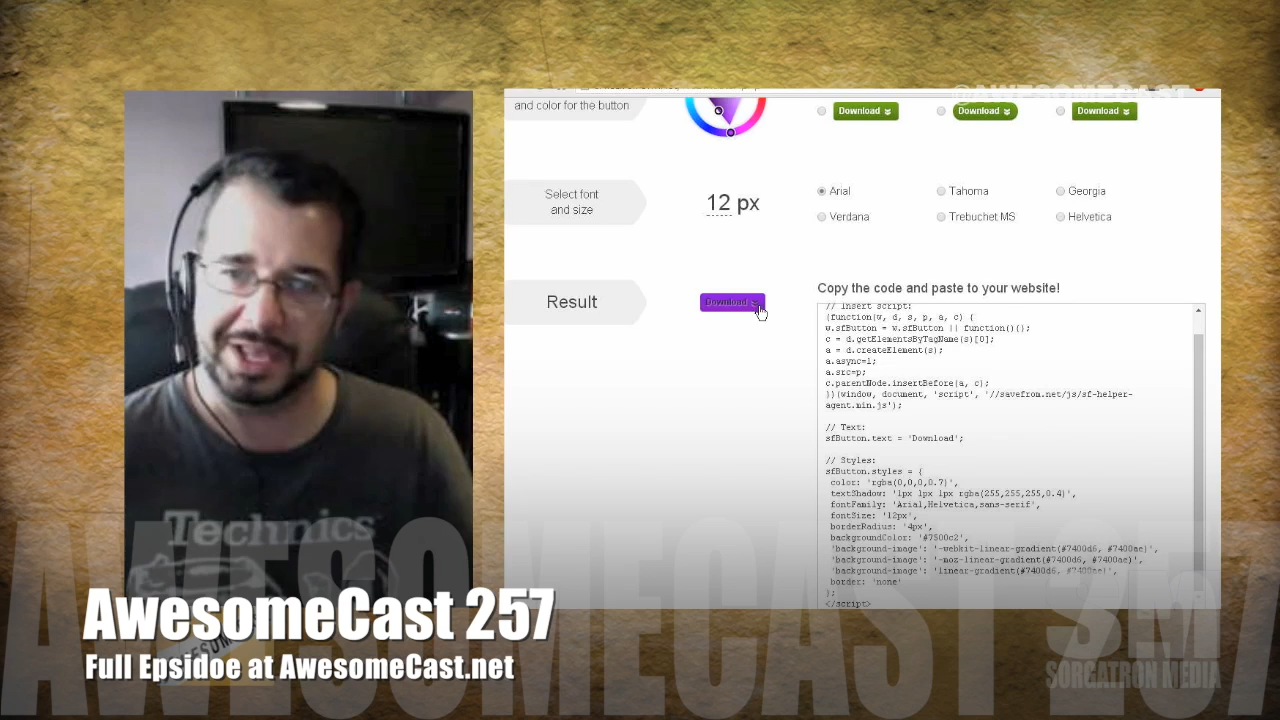 @AWESOMECAST
and color for the button
Download
Download
Download
Select font
and size
12 px
Arial
Tahoma
Georgia
Verdana
Trebuchet MS
Helvetica
Result
Download
Copy the code and paste to your website!
// Insert script:
(function(w, d, s, p, a, c) {
w.sfButton = w.sfButton || function(){};
c = d.getElementsByTagName(s)[0];
a = d.createElement(s);
a.async=1;
a.src=p;
c.parentNode.insertBefore(a, c);
})(window, document, 'script', '//savefrom.net/js/sf-helper-
agent.min.js');
// Text:
sfButton.text = 'Download';
// Styles:
sfButton.styles = {
color: 'rgba(0,0,0,0.7)',
textShadow: '1px 1px 1px rgba(255,255,255,0.4)',
fontFamily: 'Arial,Helvetica,sans-serif',
fontSize: '12px',
borderRadius: '4px',
backgroundColor: '#7500c2',
'background-image': '-webkit-linear-gradient(#7400d6, #7400ae)',
'background-image': '-moz-linear-gradient(#7400d6, #7400ae)',
'background-image': 'linear-gradient(#7400d6, #7400ae)',
border: 'none'
};
</script>
Technics
AWESOMECAST 257
AwesomeCast 257
Full Epsidoe at AwesomeCast.net
SORGATRON MEDIA